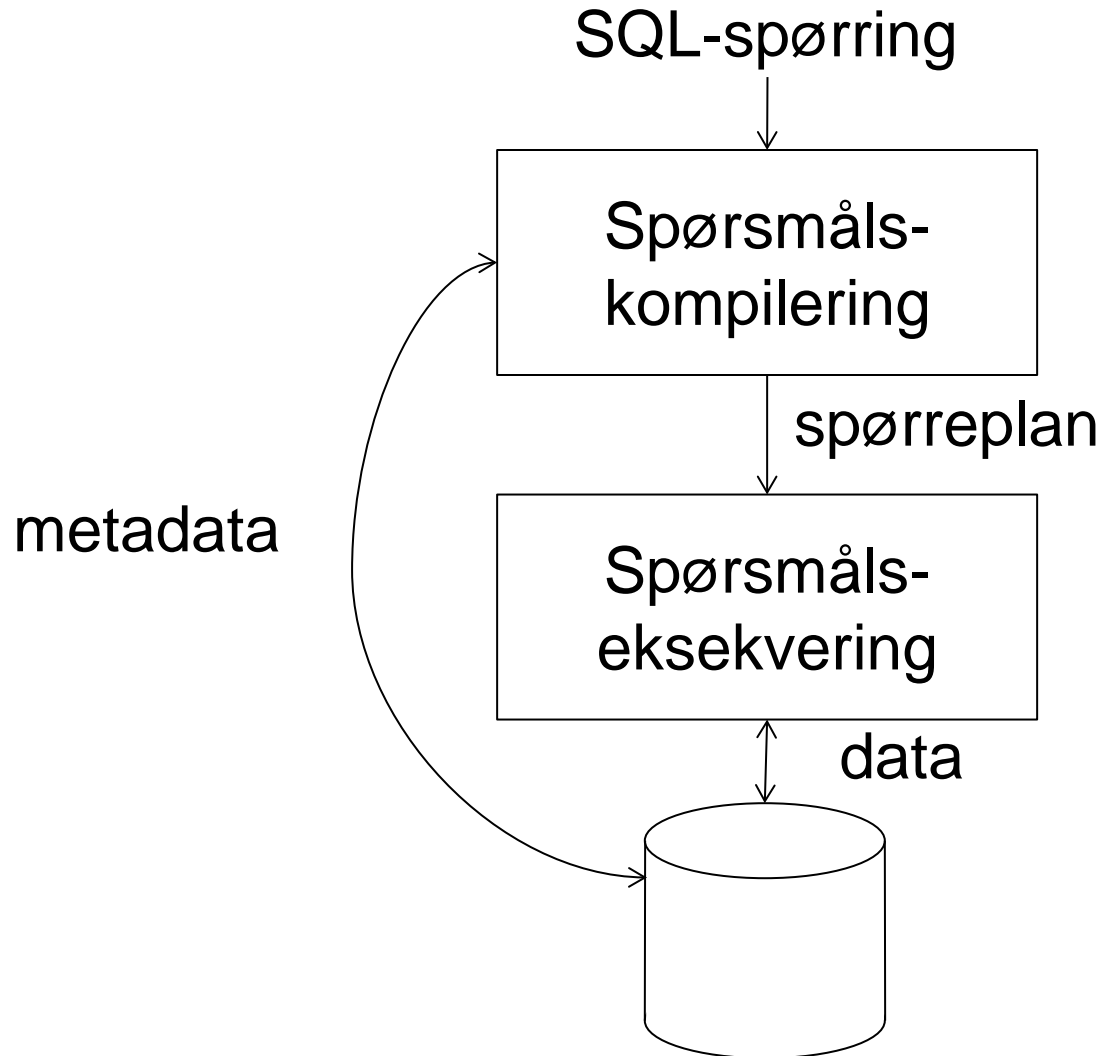 SQL-spørring
Spørsmåls-
kompilering
spørreplan
metadata
Spørsmåls-
eksekvering
data